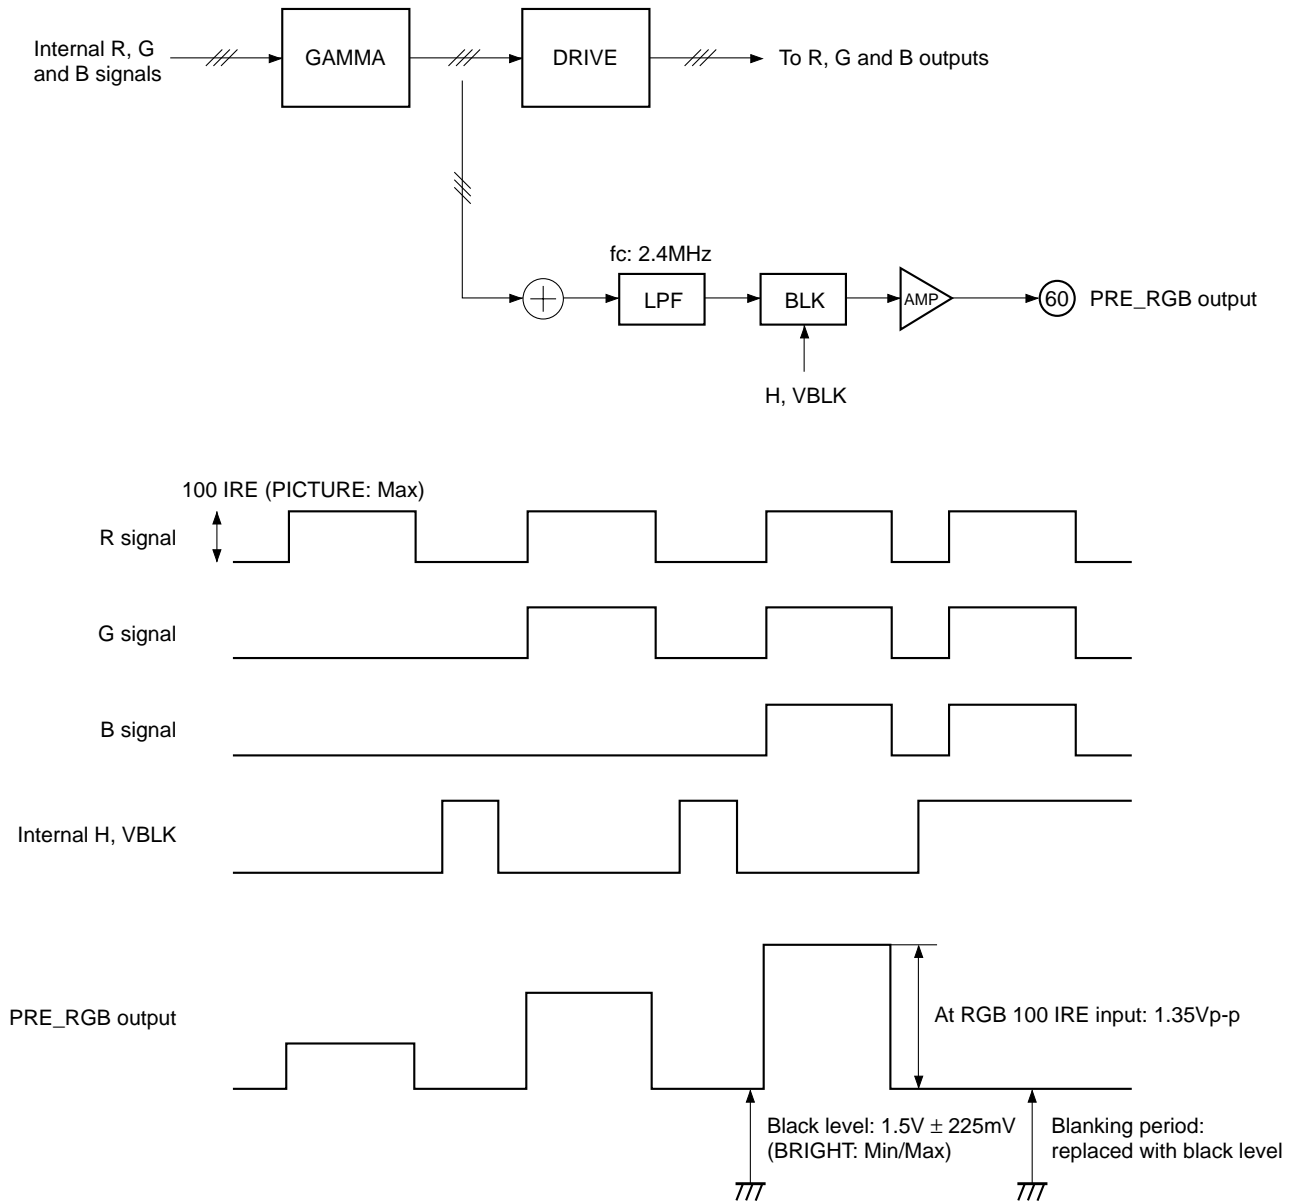 Internal R, G
and B signals
GAMMA
DRIVE
To R, G and B outputs
fc: 2.4MHz
LPF
BLK
AMP
60
PRE_RGB output
H, VBLK
100 IRE (PICTURE: Max)
R signal
G signal
B signal
Internal H, VBLK
PRE_RGB output
At RGB 100 IRE input: 1.35Vp-p
Black level: 1.5V ± 225mV
(BRIGHT: Min/Max)
Blanking period:
replaced with black level